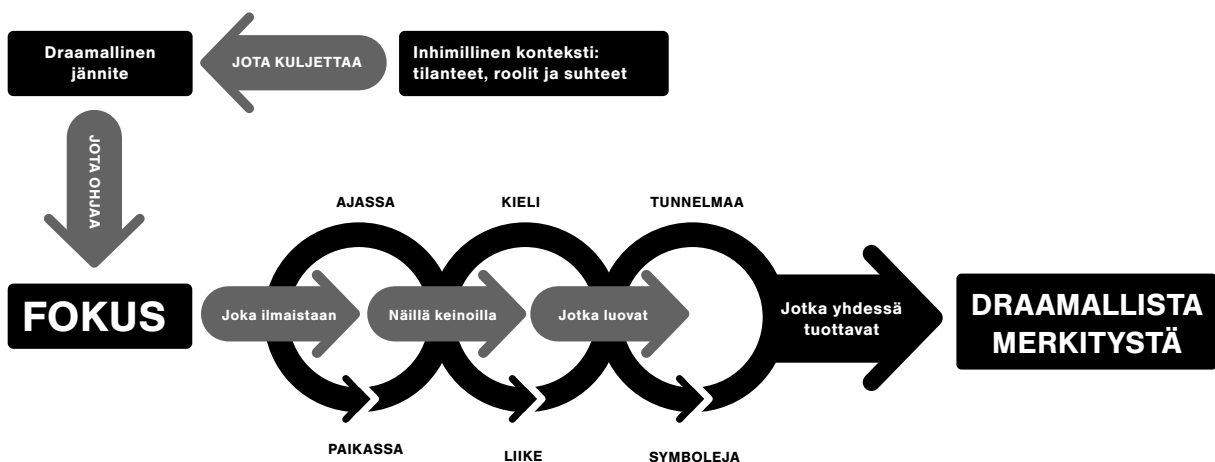 Draamallinen
jännite
JOTA KULJETTAA
Inhimillinen konteksti:
tilanteet, roolit ja suhteet
JOTA OHJAA
AJASSA
KIELI
TUNNELMAA
FOKUS
Joka ilmaistaan
Näillä keinoilla
Jotka luovat
Jotka yhdessä
tuottavat
DRAAMALLISTA
MERKITYSTÄ
PAIKASSA
LIIKE
SYMBOLEJA